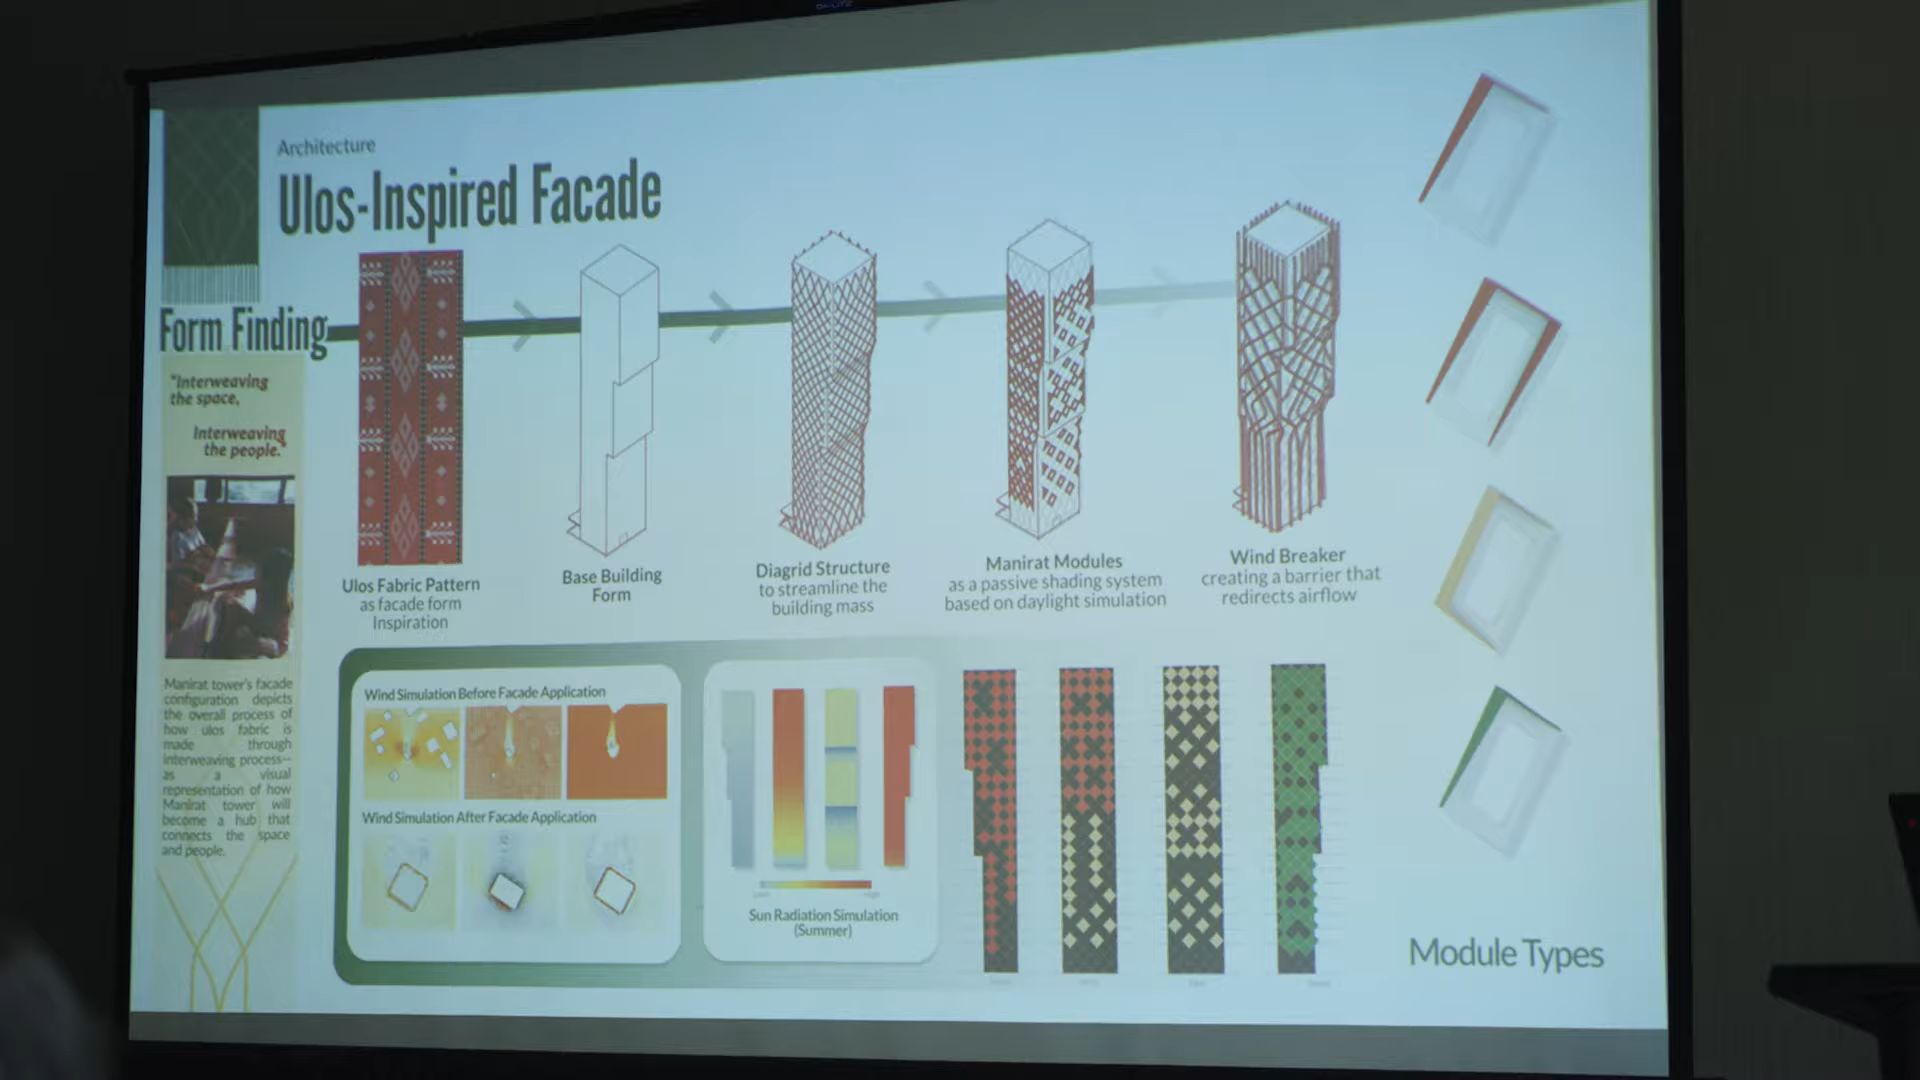 Architecture
Ulos-Inspired Facade
Form Finding
"Interweaving
the space,
Interweaving
the people."
Manirat tower's facade
configuration depicts
the overall process of
how ulos fabric is
made through
interweaving process--
as a visual
representation of how
Manirat tower will
become a hub that
connects the space
and people.
Ulos Fabric Pattern
as facade form
Inspiration
Base Building
Form
Diagrid Structure
to streamline the
building mass
Manirat Modules
as a passive shading system
based on daylight simulation
Wind Breaker
creating a barrier that
redirects airflow
Wind Simulation Before Facade Application
Wind Simulation After Facade Application
Sun Radiation Simulation
(Summer)
Module Types